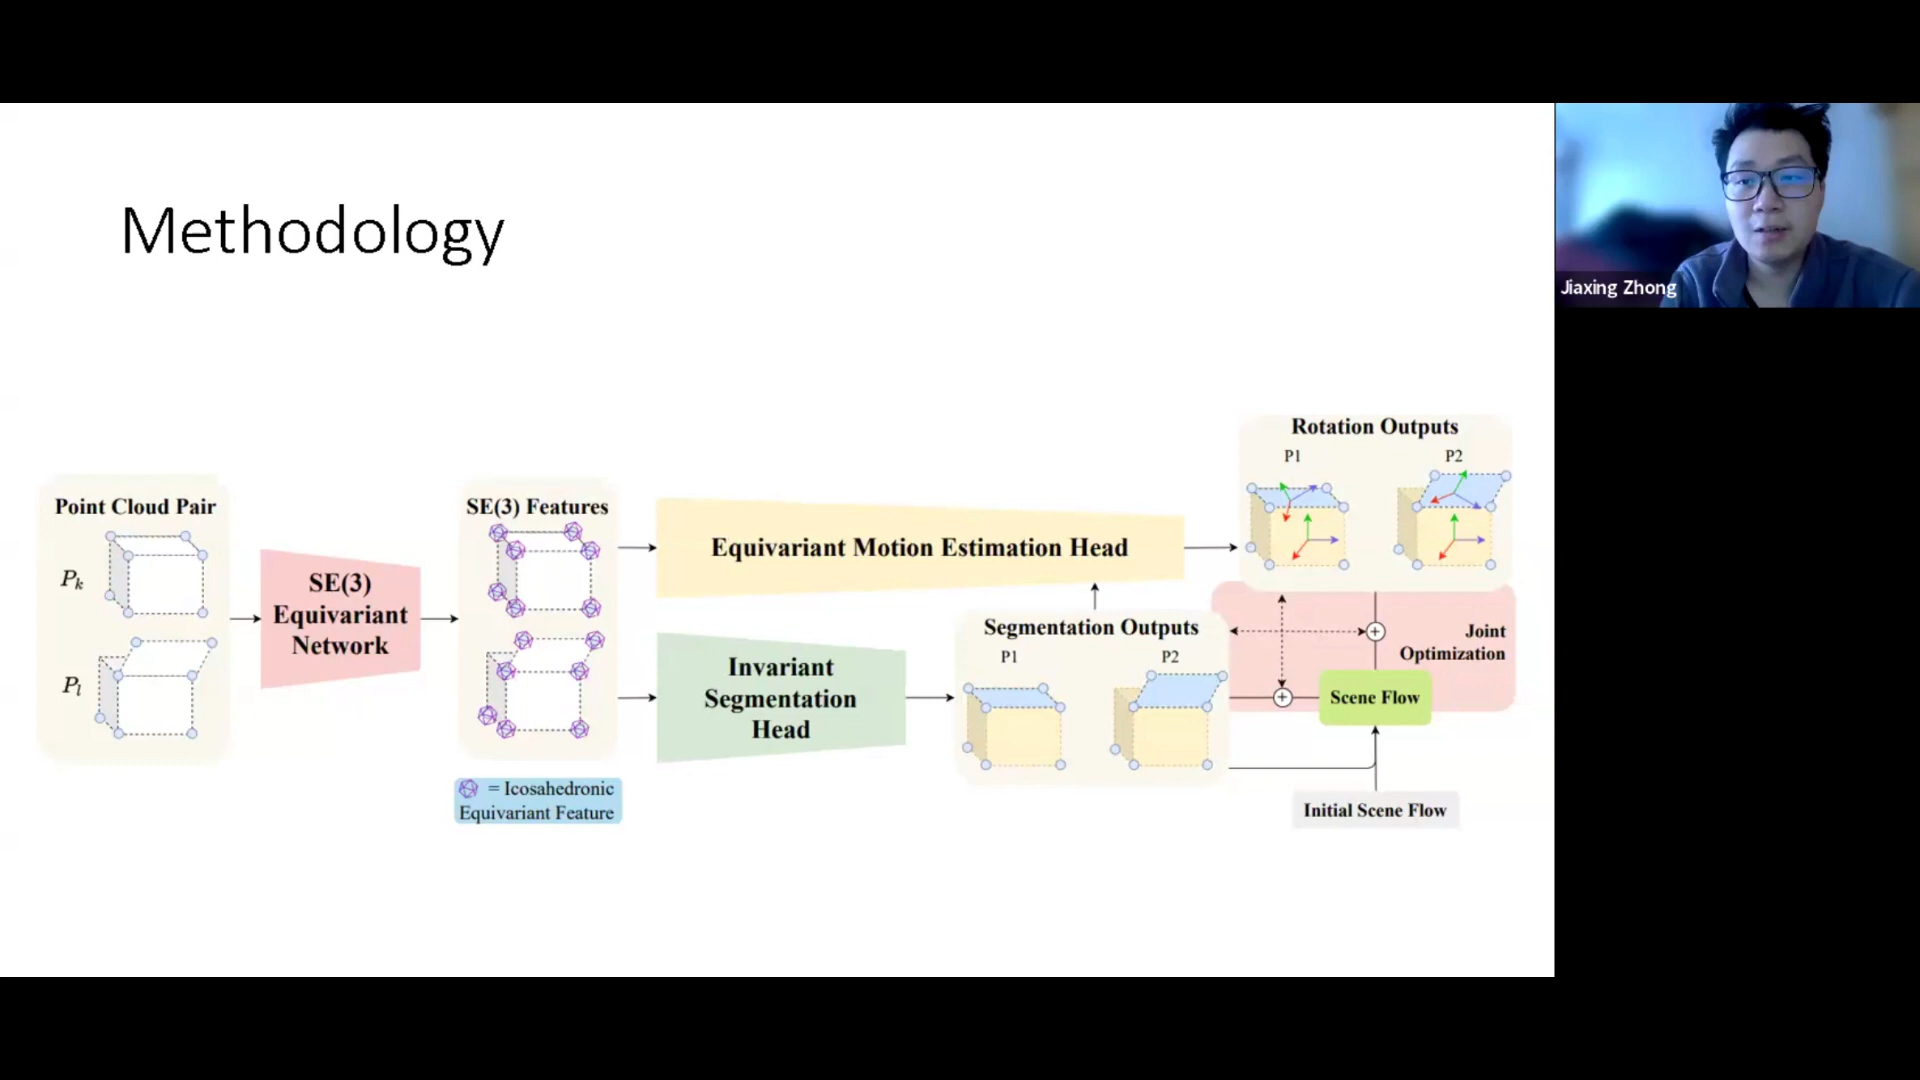 Methodology
Jiaxing Zhong
Point Cloud Pair
Pk
Pl
SE(3)
Equivariant
Network
SE(3) Features
= Icosahedronic
Equivariant Feature
Equivariant Motion Estimation Head
Invariant
Segmentation
Head
Segmentation Outputs
P1 P2
Rotation Outputs
P1 P2
+
Joint
Optimization
+
Scene Flow
Initial Scene Flow